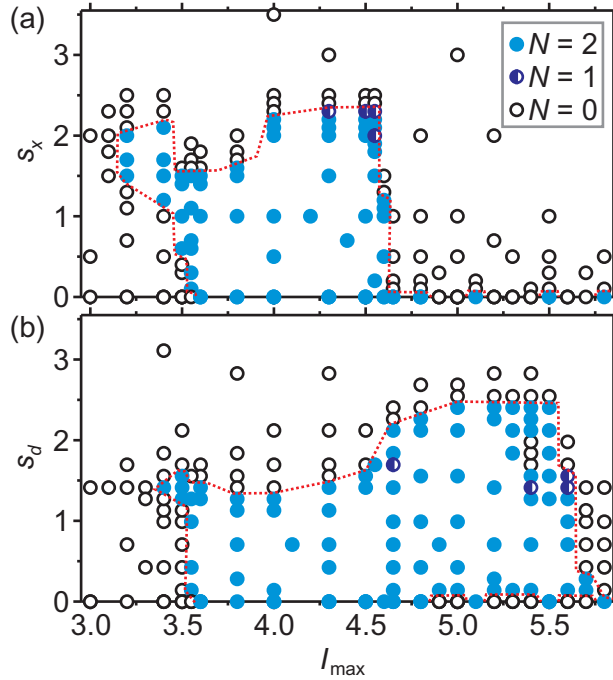 (a)
3
2
1
0
s_x
N = 2
N = 1
N = 0
(b)
3
2
1
0
s_d
3.0 3.5 4.0 4.5 5.0 5.5
I_max